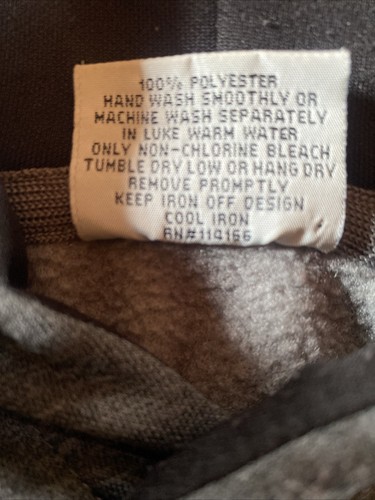 100% POLYESTER
HAND WASH SMOOTHLY OR
MACHINE WASH SEPARATELY
IN LUKE WARM WATER
ONLY NON-CHLORINE BLEACH
TUMBLE DRY LOW OR HANG DRY
REMOVE PROMPTLY
KEEP IRON OFF DESIGN
COOL IRON
RN#114166